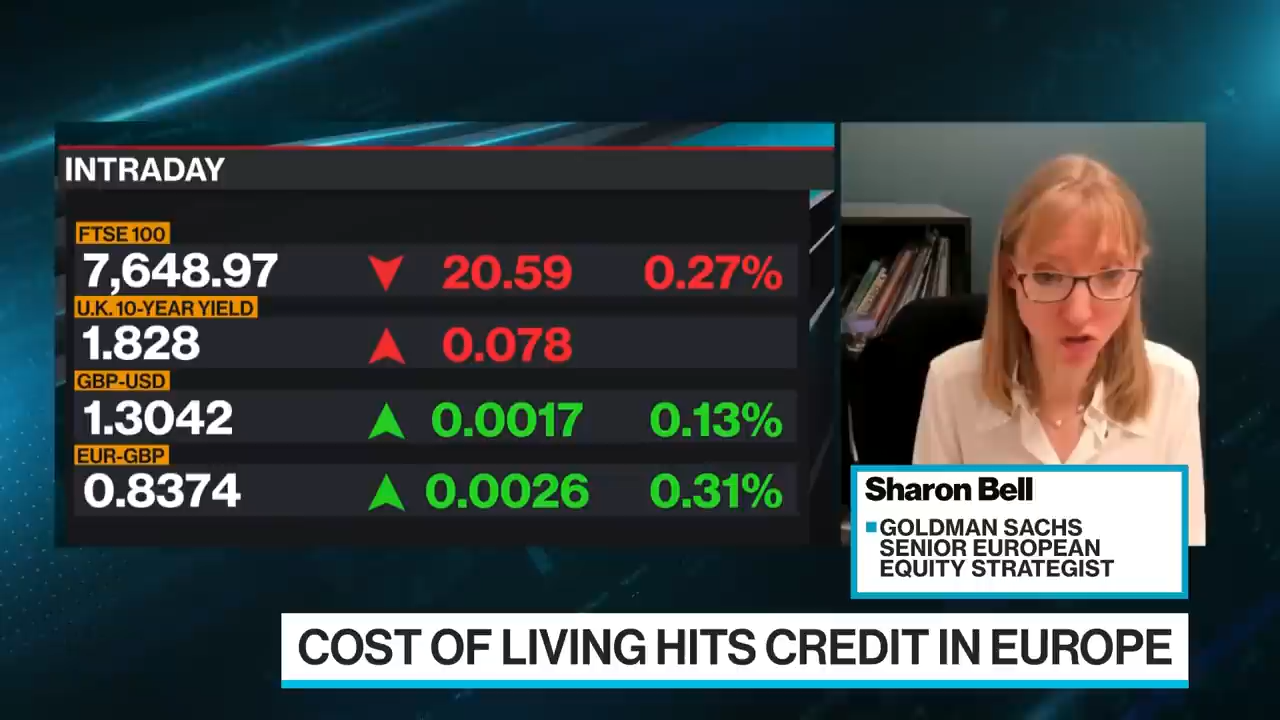 INTRADAY
FTSE 100
7,648.97 ▼ 20.59 0.27%
U.K. 10-YEAR YIELD
1.828 ▲ 0.078
GBP-USD
1.3042 ▲ 0.0017 0.13%
EUR-GBP
0.8374 ▲ 0.0026 0.31%
Sharon Bell
GOLDMAN SACHS
SENIOR EUROPEAN
EQUITY STRATEGIST
COST OF LIVING HITS CREDIT IN EUROPE